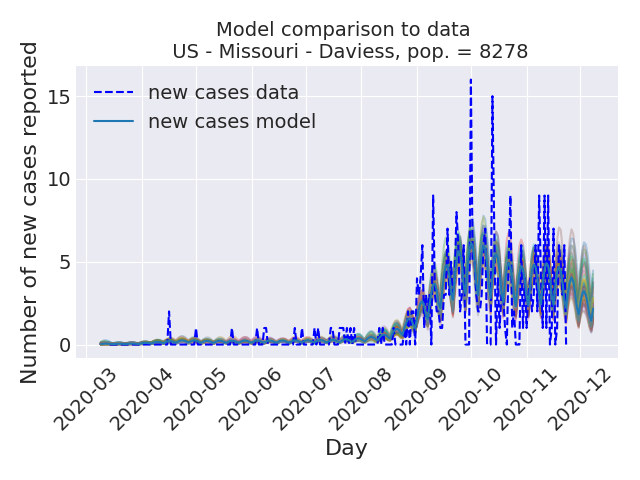 Model comparison to data
US - Missouri - Daviess, pop. = 8278
Number of new cases reported
15
10
5
0
new cases data
new cases model
2020-03
2020-04
2020-05
2020-06
2020-07
2020-08
2020-09
2020-10
2020-11
2020-12
Day